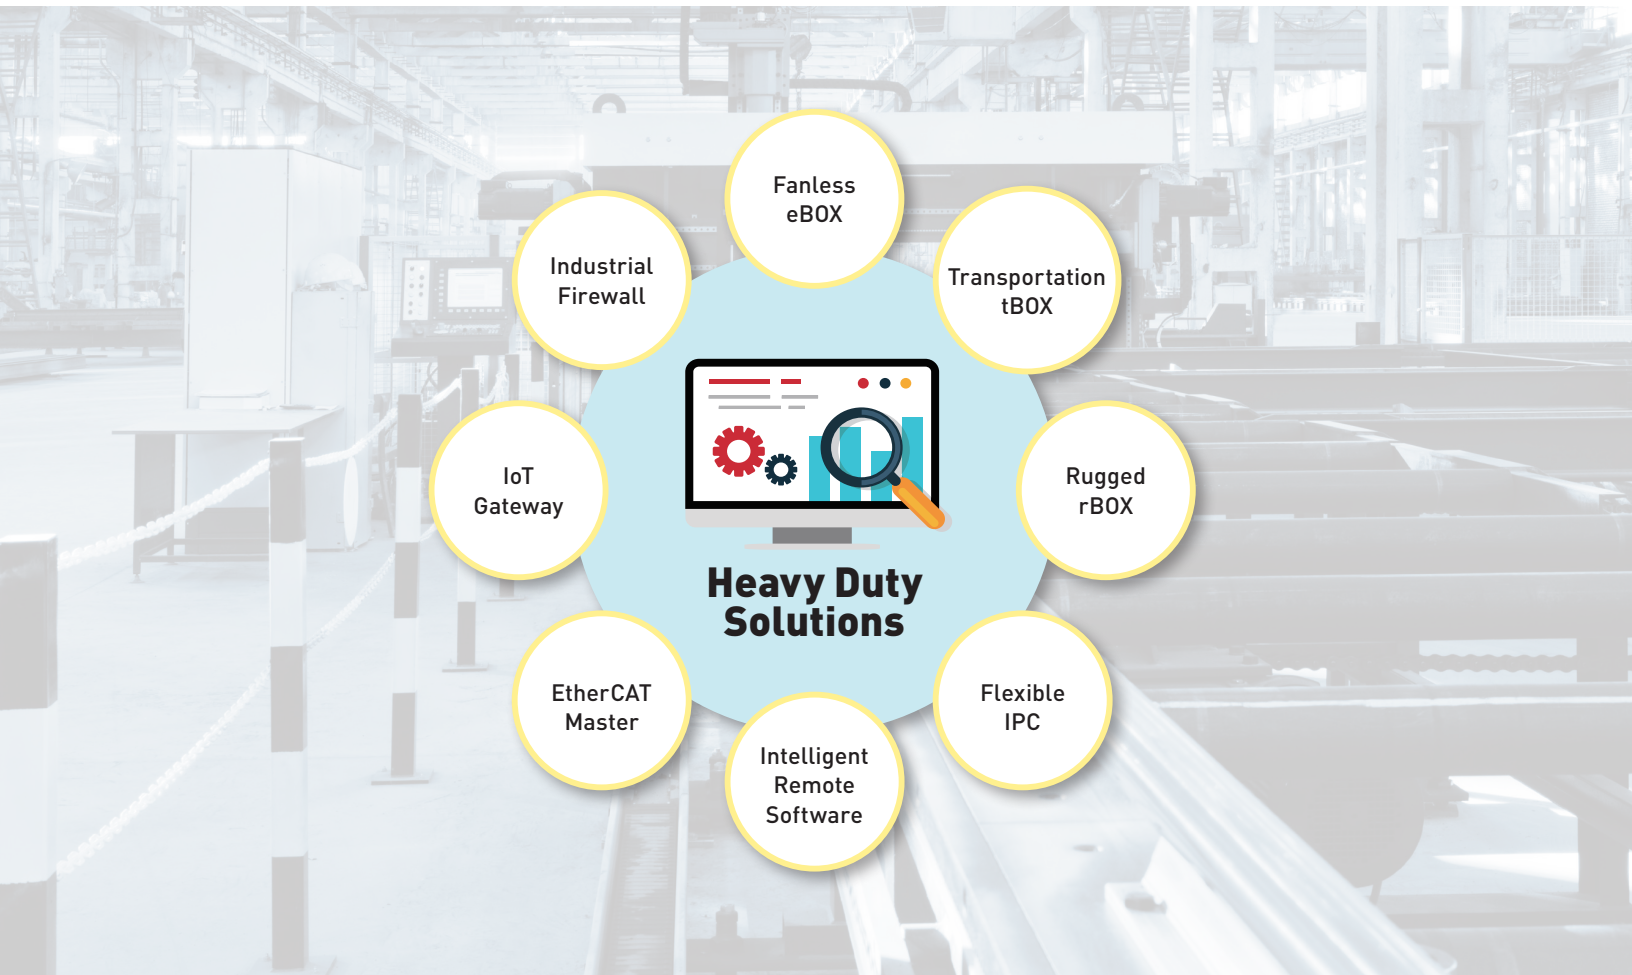 Fanless
eBOX
Transportation
tBOX
Industrial
Firewall
IoT
Gateway
Rugged
rBOX
Heavy Duty
Solutions
EtherCAT
Master
Flexible
IPC
Intelligent
Remote
Software